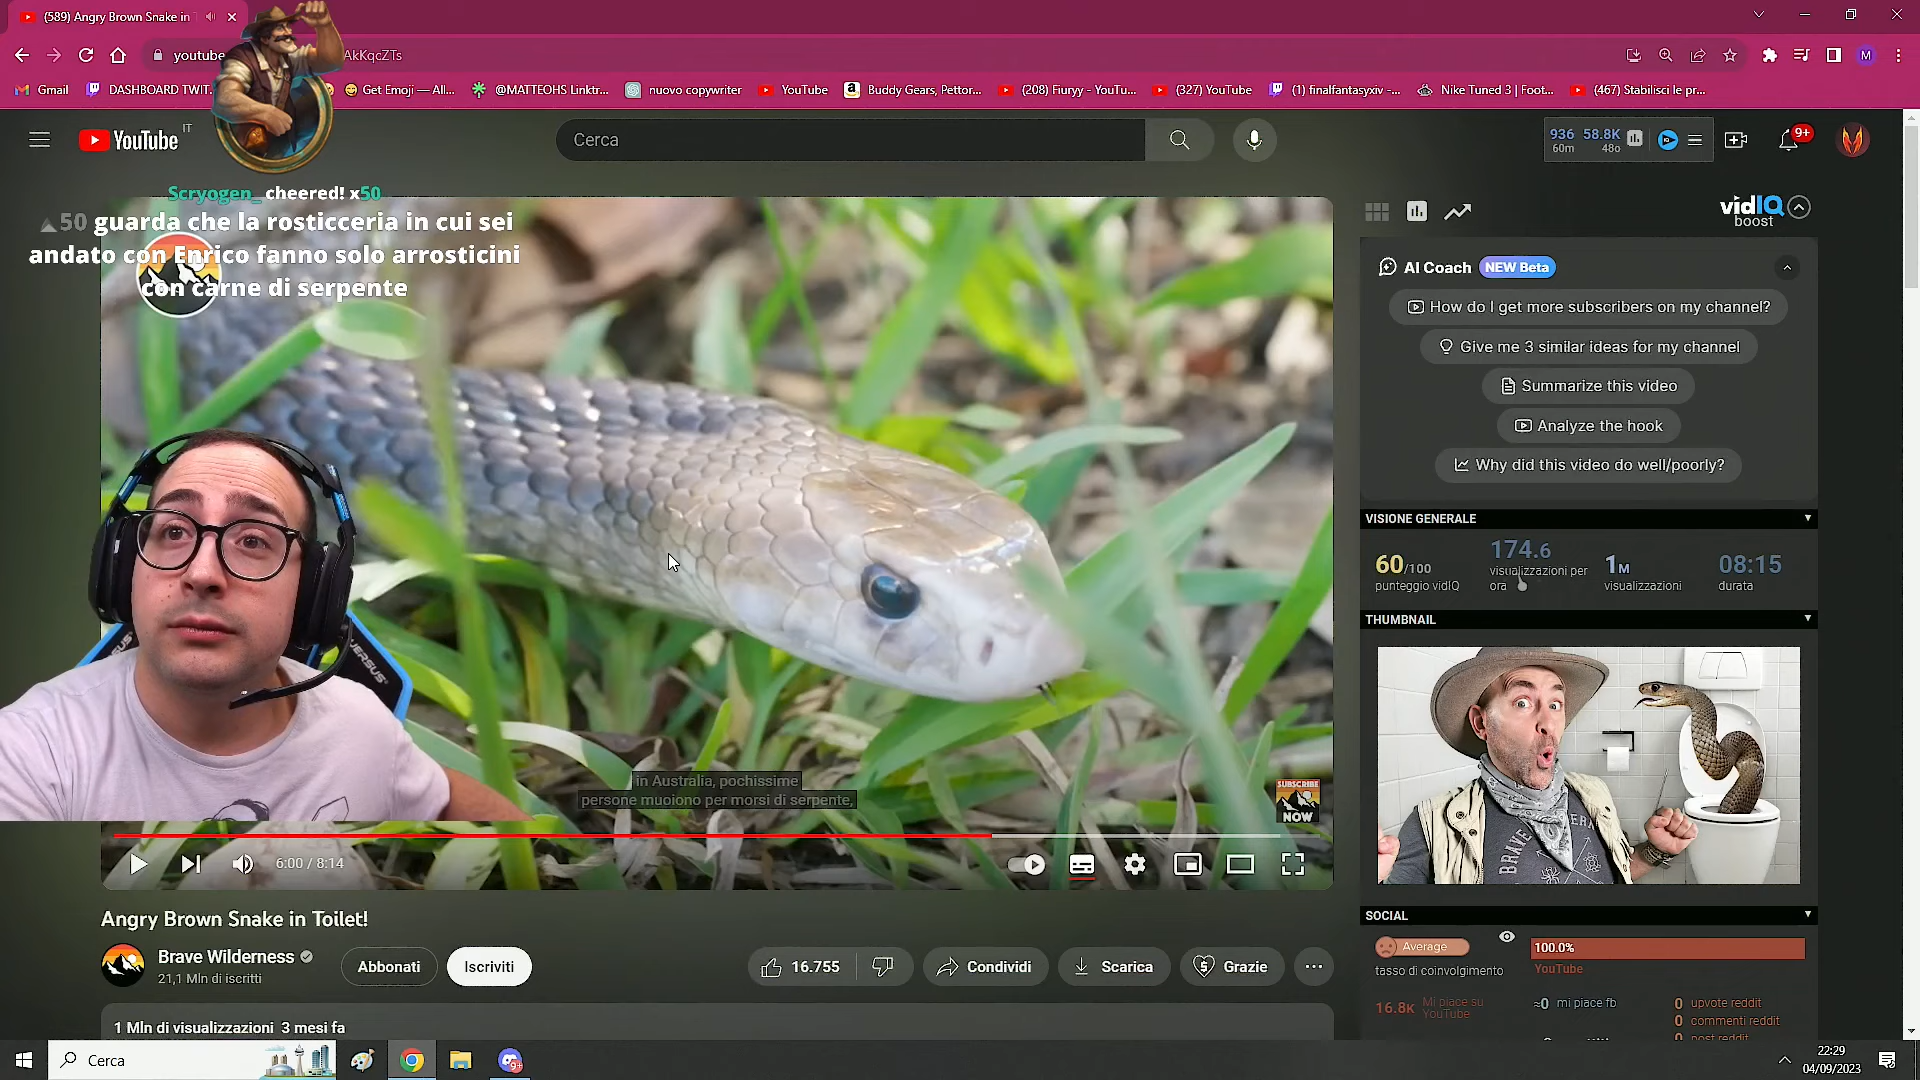 (589) Angry Brown Snake in
youtube
AkKqcZTs
Gmail
DASHBOARD TWIT...
Get Emoji — All...
@MATTEOHS Linktr...
nuovo copywriter
YouTube
Buddy Gears, Pettor...
(208) Fiuryy - YouTu...
(327) YouTube
(1) finalfantasyxiv -...
Nike Tuned 3 | Foot...
(467) Stabilisci le pr...
YouTube IT
Cerca
936 58.8K
60m 48o
9+
Scryogen_ cheered! x50
50 guarda che la rosticceria in cui sei
andato con Enrico fanno solo arrosticini
con carne di serpente
vidIQ
boost
AI Coach NEW Beta
How do I get more subscribers on my channel?
Give me 3 similar ideas for my channel
Summarize this video
Analyze the hook
Why did this video do well/poorly?
VISIONE GENERALE
60/100
punteggio vidIQ
174.6
visualizzazioni per
ora
1M
visualizzazioni
08:15
durata
THUMBNAIL
BRAVE
VERSUS
in Australia, pochissime
persone muoiono per morsi di serpente,
SUBSCRIBE
NOW
6:00 / 8:14
Angry Brown Snake in Toilet!
Brave Wilderness
21,1 Mln di iscritti
Abbonati
Iscriviti
16.755
Condividi
Scarica
Grazie
1 Mln di visualizzazioni 3 mesi fa
SOCIAL
Average
tasso di coinvolgimento
100.0%
YouTube
16.8K Mi piace su
YouTube
≈0 mi piace fb
0 upvote reddit
0 commenti reddit
0 post reddit
Cerca
9+
22:29
04/09/2023